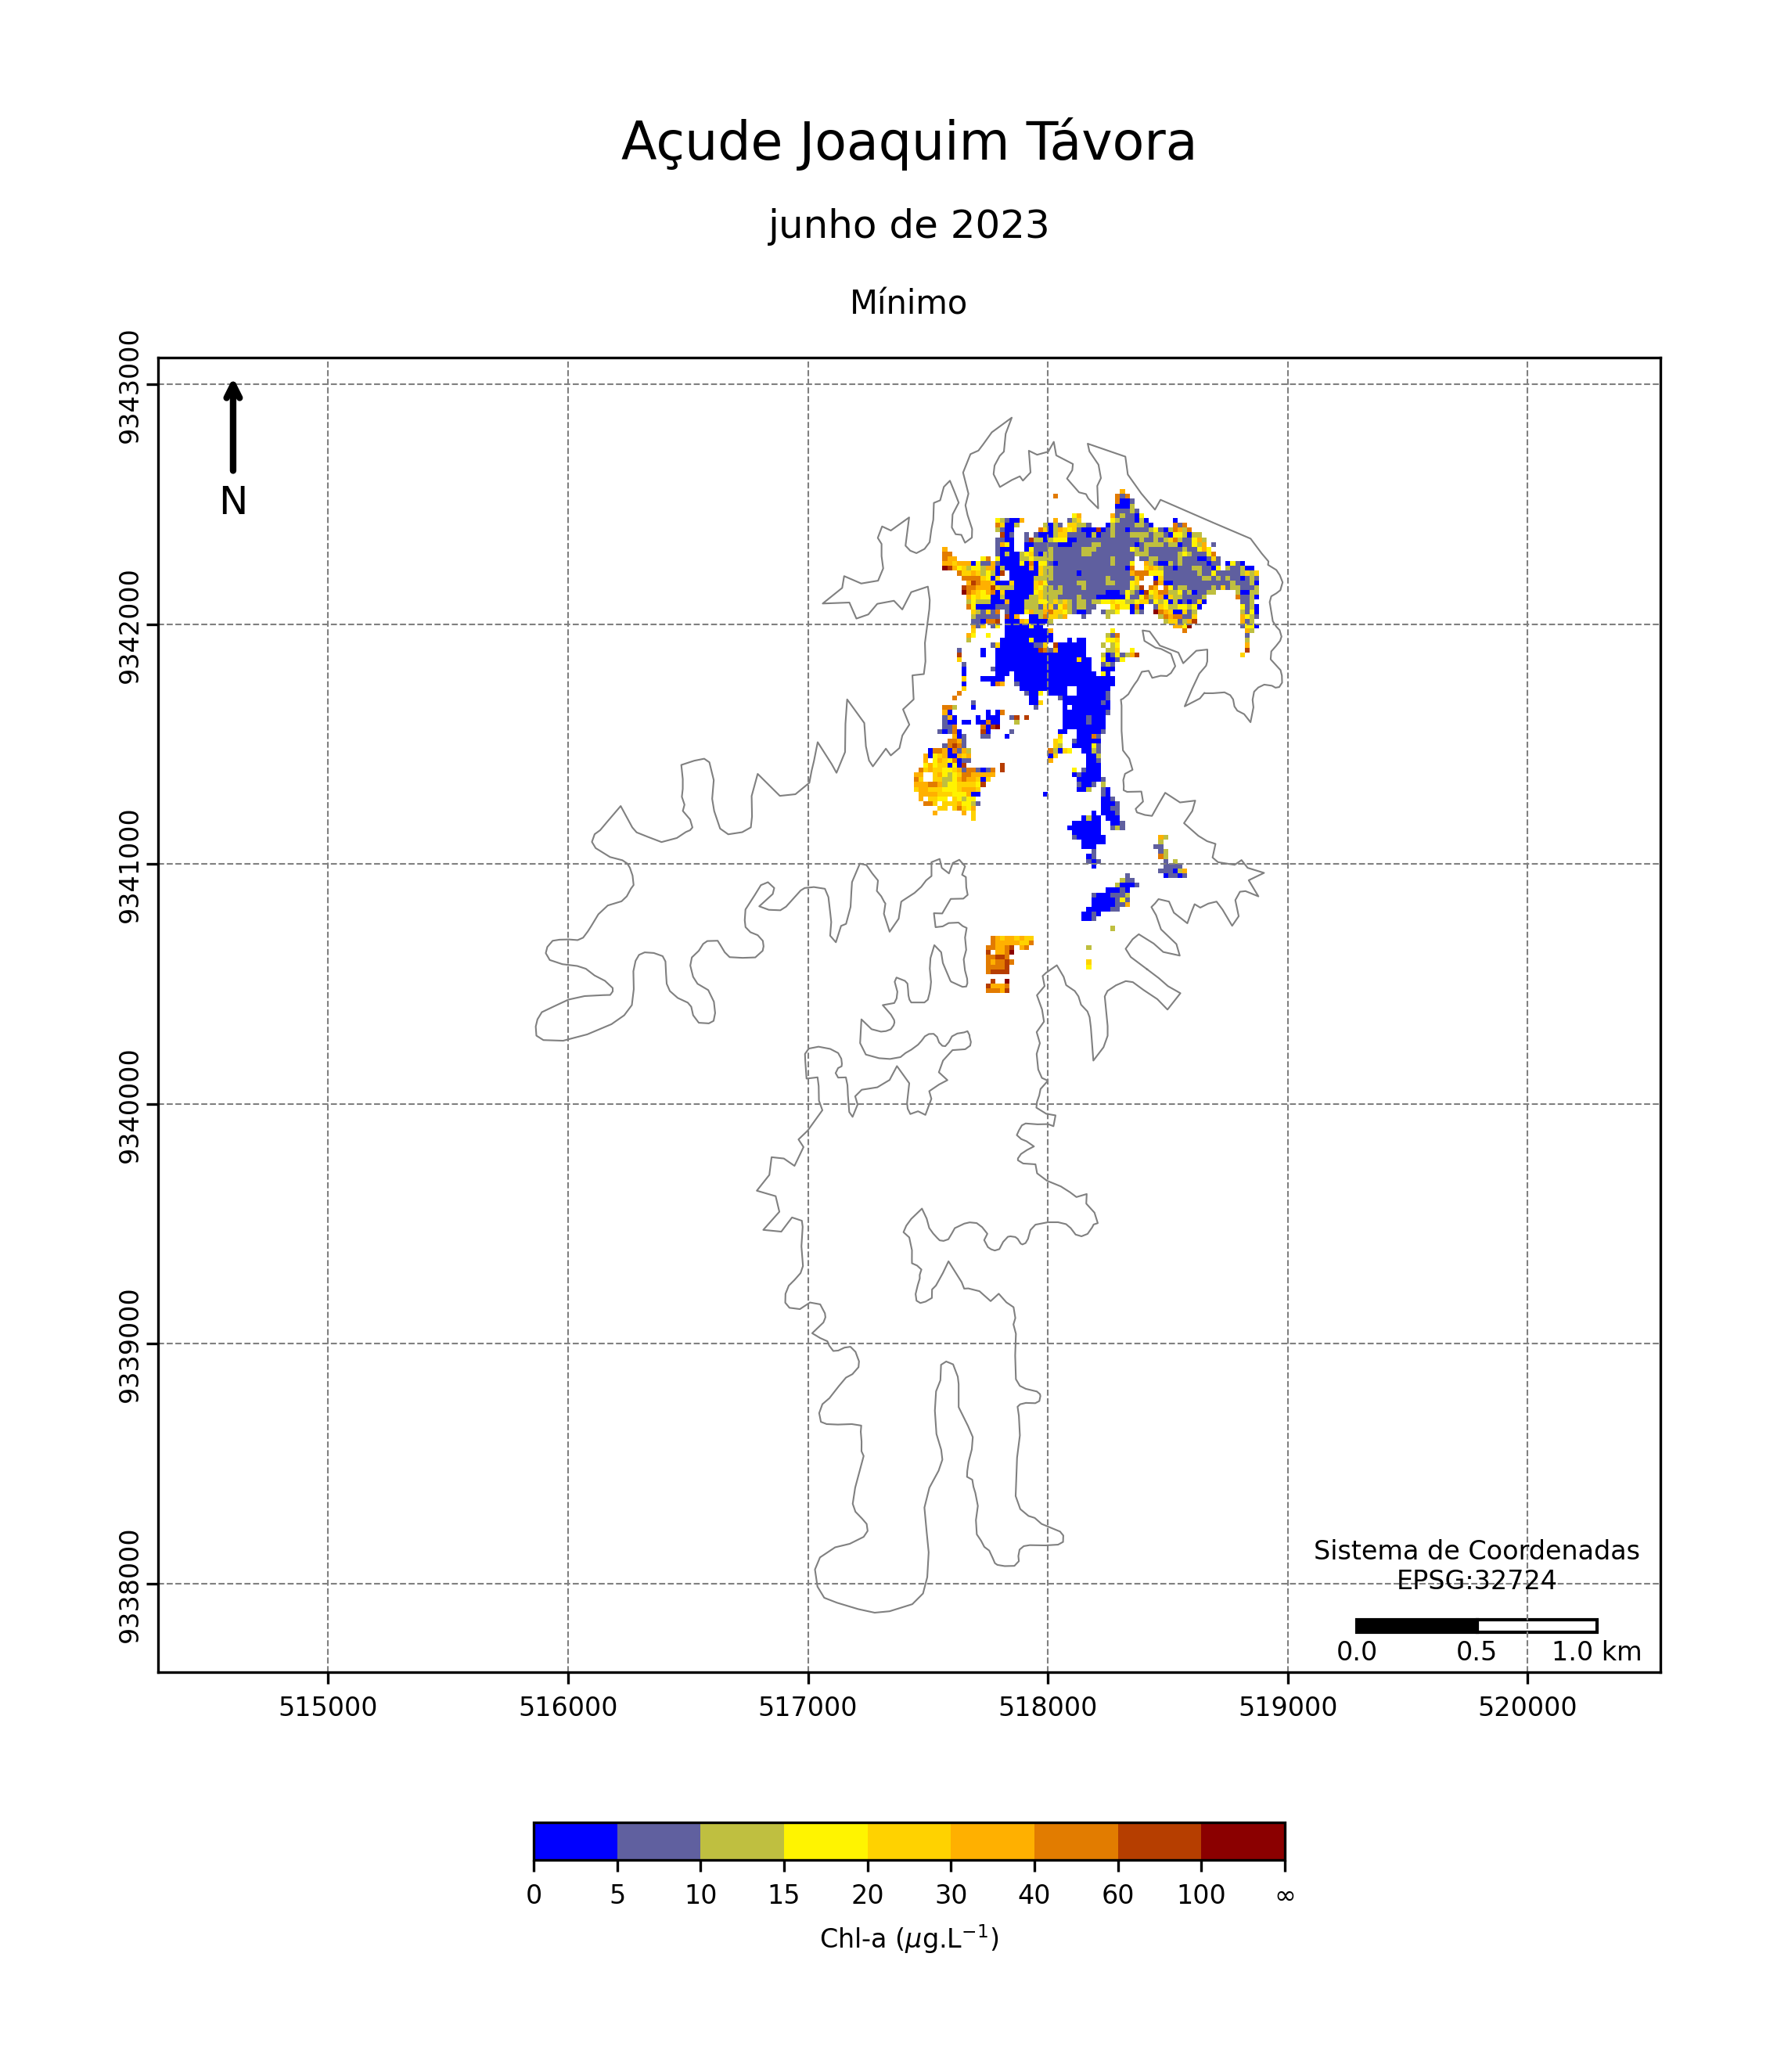 Açude Joaquim Távora
junho de 2023
Mínimo
9343000
9342000
9341000
9340000
9339000
9338000
N
Sistema de Coordenadas
EPSG:32724
0.0 0.5 1.0 km
515000 516000 517000 518000 519000 520000
0 5 10 15 20 30 40 60 100 ∞
Chl-a (μg.L⁻¹)